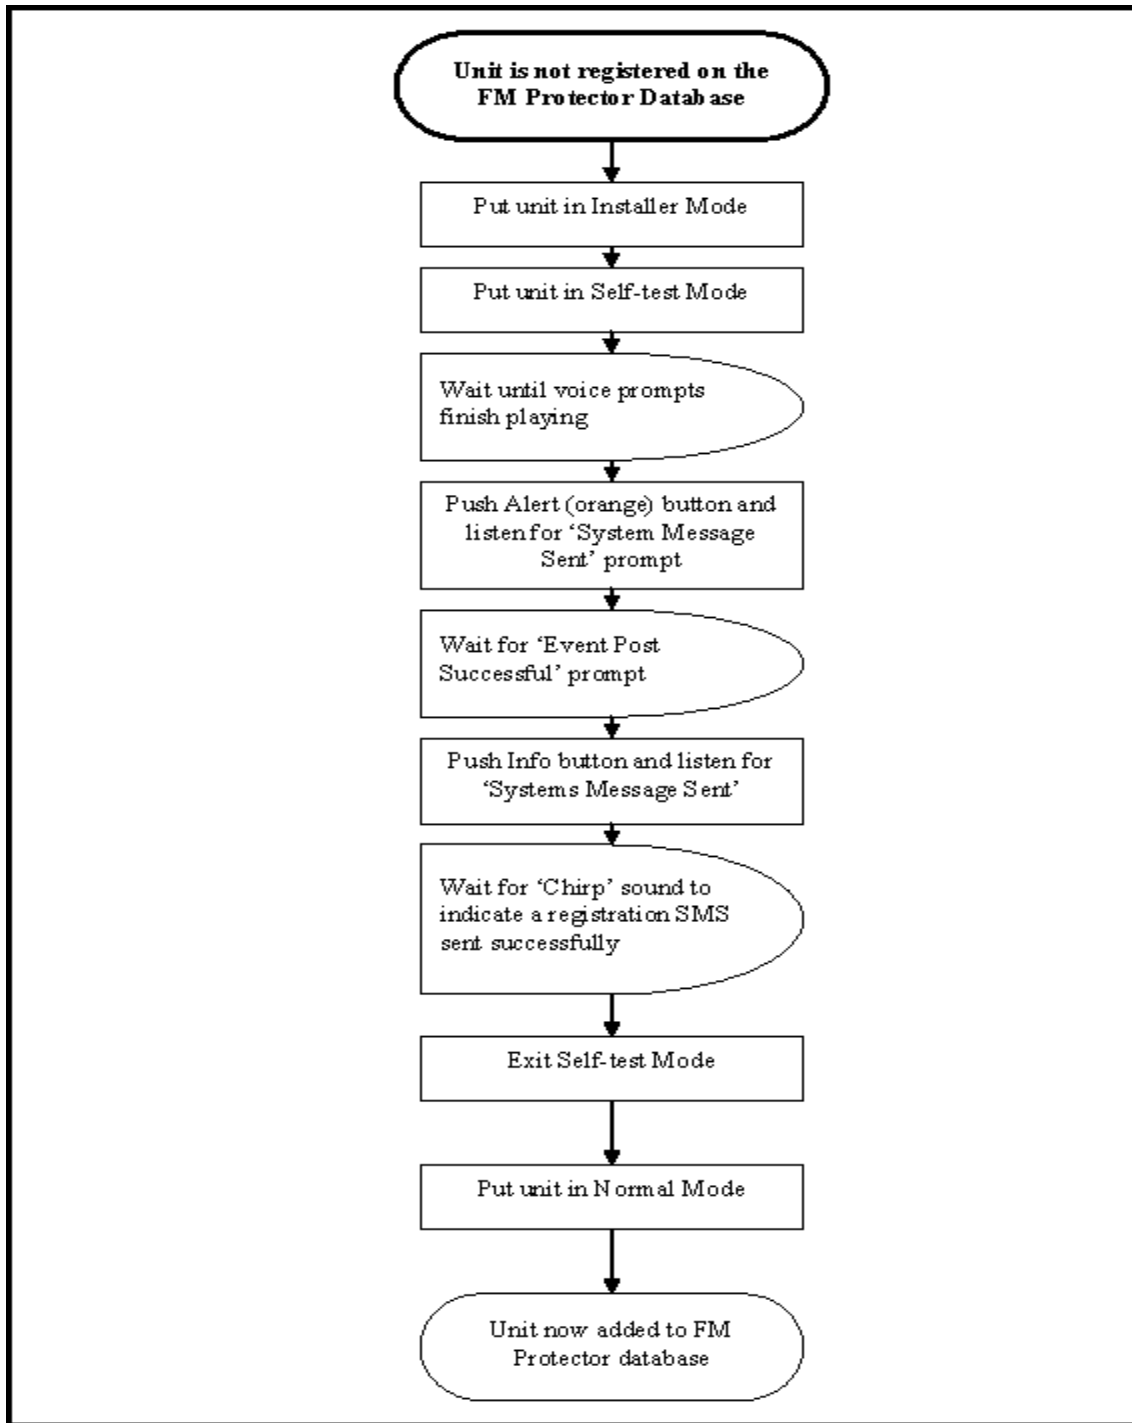 Unit is not registered on the
FM Protector Database
Put unit in Installer Mode
Put unit in Self-test Mode
Wait until voice prompts
finish playing
Push Alert (orange) button and
listen for ‘System Message
Sent’ prompt
Wait for ‘Event Post
Successful’ prompt
Push Info button and listen for
‘Systems Message Sent’
Wait for ‘Chirp’ sound to
indicate a registration SMS
sent successfully
Exit Self-test Mode
Put unit in Normal Mode
Unit now added to FM
Protector database